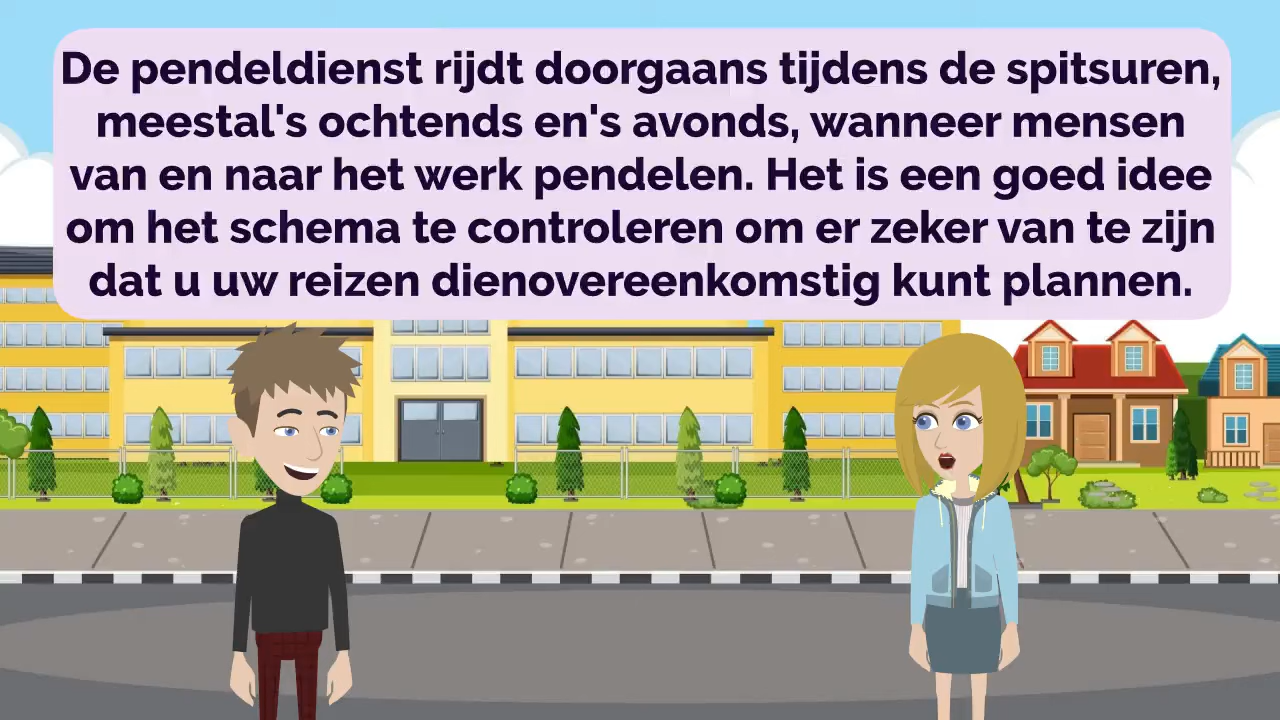 De pendeldienst rijdt doorgaans tijdens de spitsuren,
meestal's ochtends en's avonds, wanneer mensen
van en naar het werk pendelen. Het is een goed idee
om het schema te controleren om er zeker van te zijn
dat u uw reizen dienovereenkomstig kunt plannen.